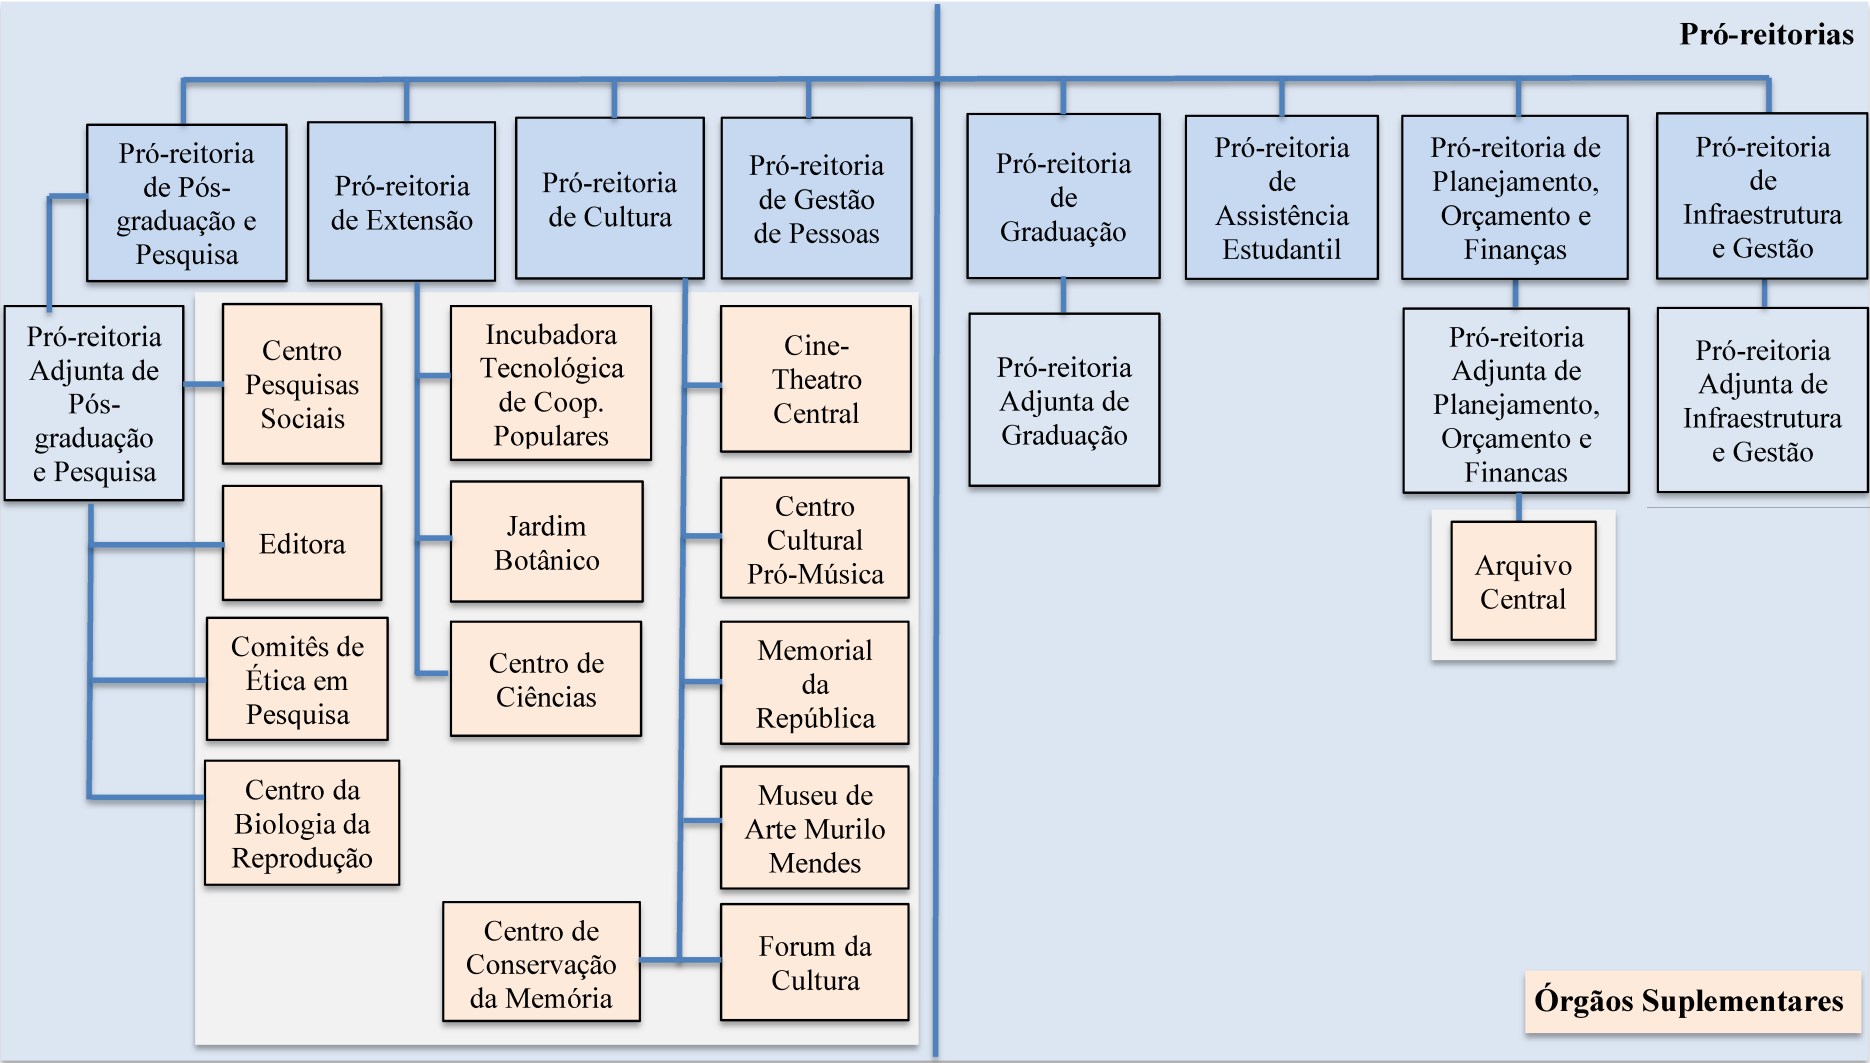 Pró-reitorias
Pró-reitoria
de Pós-
graduação e
Pesquisa
Pró-reitoria
de Extensão
Pró-reitoria
de Cultura
Pró-reitoria
de Gestão
de Pessoas
Pró-reitoria
de
Graduação
Pró-reitoria
de
Assistência
Estudantil
Pró-reitoria de
Planejamento,
Orçamento e
Finanças
Pró-reitoria
de
Infraestrutura
e Gestão
Pró-reitoria
Adjunta de
Pós-
graduação
e Pesquisa
Centro
Pesquisas
Sociais
Incubadora
Tecnológica
de Coop.
Populares
Cine-
Theatro
Central
Pró-reitoria
Adjunta de
Graduação
Pró-reitoria
Adjunta de
Planejamento,
Orçamento e
Financas
Pró-reitoria
Adjunta de
Infraestrutura
e Gestão
Editora
Jardim
Botânico
Centro
Cultural
Pró-Música
Arquivo
Central
Comitês de
Ética em
Pesquisa
Centro de
Ciências
Memorial
da
República
Centro da
Biologia da
Reprodução
Museu de
Arte Murilo
Mendes
Centro de
Conservação
da Memória
Forum da
Cultura
Órgãos Suplementares